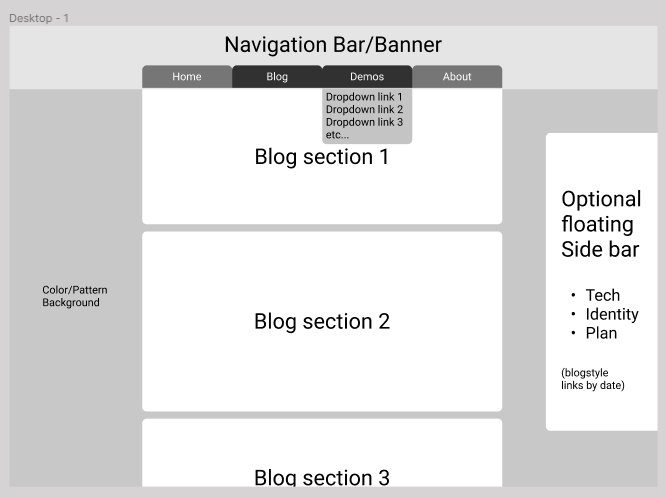 Desktop - 1
Navigation Bar/Banner
Home
Blog
Demos
About
Dropdown link 1
Dropdown link 2
Dropdown link 3
etc...
Blog section 1
Color/Pattern
Background
Blog section 2
Blog section 3
Optional
floating
Side bar
• Tech
• Identity
• Plan
(blogstyle
links by date)